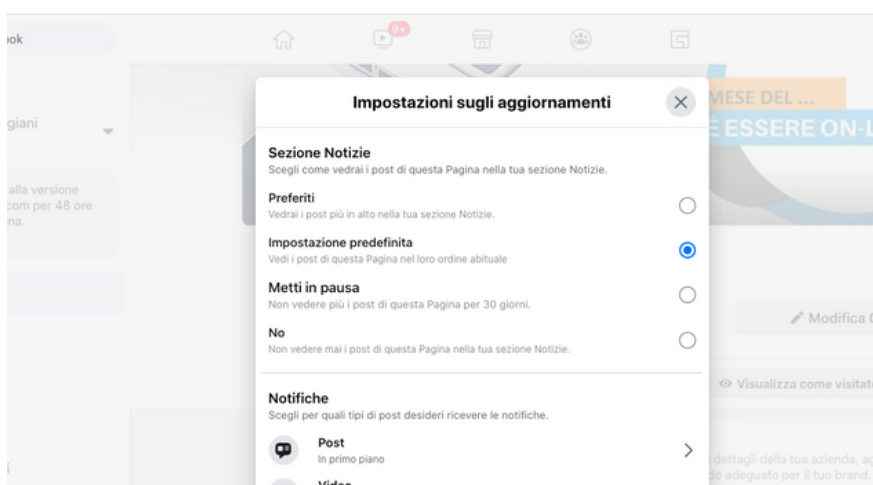 ook
9+
Impostazioni sugli aggiornamenti
MESE DEL ...
É ESSERE ON-L
giani
Sezione Notizie
Scegli come vedrai i post di questa Pagina nella tua sezione Notizie.
alla versione
com per 48 ore
na.
Preferiti
Vedrai i post più in alto nella tua sezione Notizie.
Impostazione predefinita
Vedi i post di questa Pagina nel loro ordine abituale
Metti in pausa
Non vedere più i post di questa Pagina per 30 giorni.
Modifica
No
Non vedere mai i post di questa Pagina nella tua sezione Notizie.
Visualizza come visitat
Notifiche
Scegli per quali tipi di post desideri ricevere le notifiche.
Post
In primo piano
dettagli della tua azienda, ag
do adeguato per il tuo brand.
Video